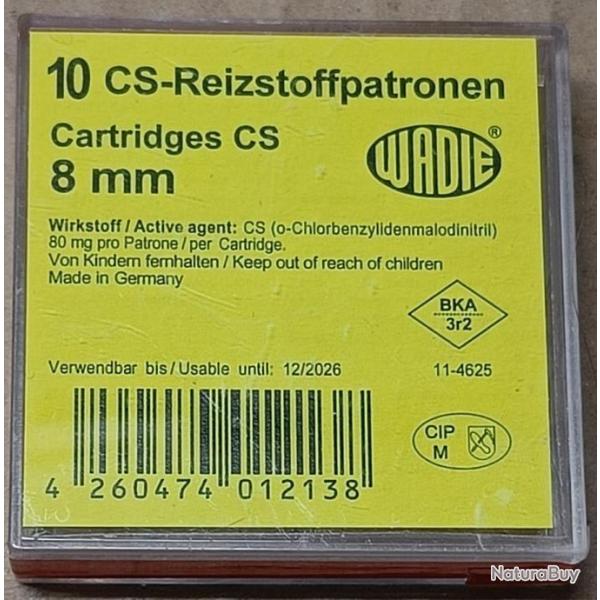 10 CS-Reizstoffpatronen
Cartridges CS
8 mm
WADIE ®
Wirkstoff / Active agent: CS (o-Chlorbenzylidenmalodinitril)
80 mg pro Patrone / per Cartridge.
Von Kindern fernhalten / Keep out of reach of children
Made in Germany
BKA
3r2
Verwendbar bis / Usable until: 12/2026
11-4625
CIP
M
4 260474 012138
NaturaBuy